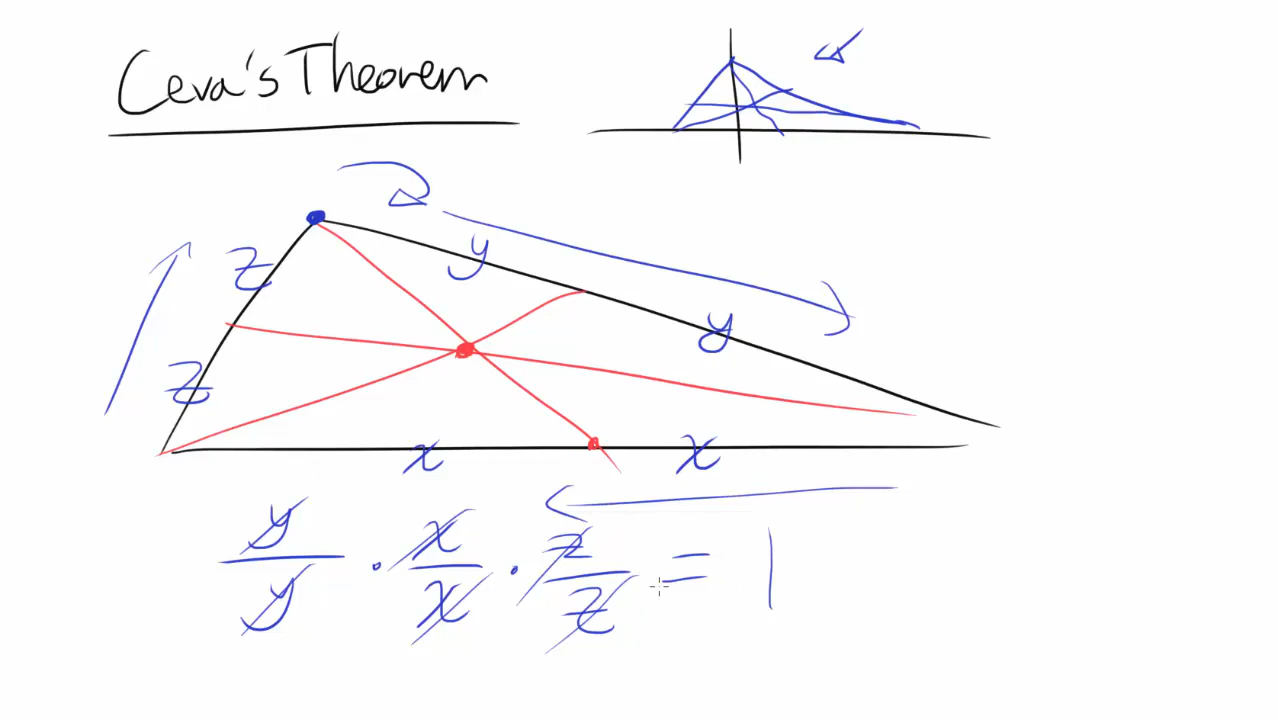 Ceva's Theorem
z y
z y
x x
y/y · x/x · z/z = 1